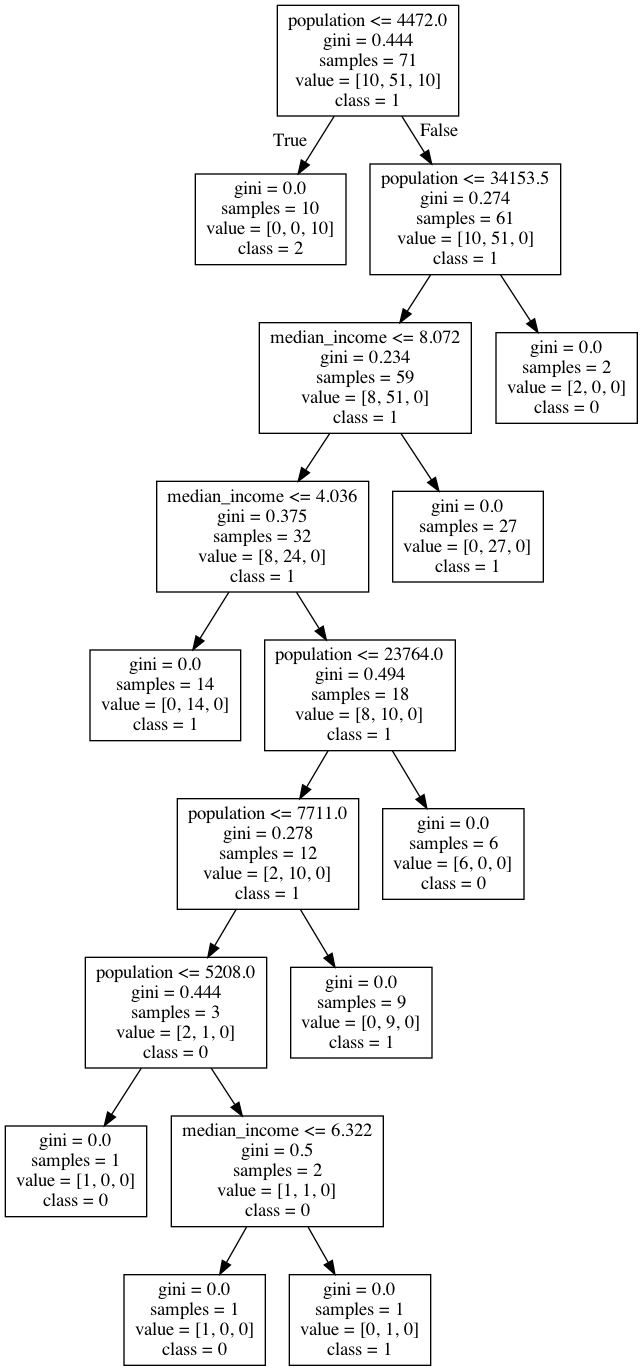 population <= 4472.0
gini = 0.444
samples = 71
value = [10, 51, 10]
class = 1
True
False
gini = 0.0
samples = 10
value = [0, 0, 10]
class = 2
population <= 34153.5
gini = 0.274
samples = 61
value = [10, 51, 0]
class = 1
median_income <= 8.072
gini = 0.234
samples = 59
value = [8, 51, 0]
class = 1
gini = 0.0
samples = 2
value = [2, 0, 0]
class = 0
median_income <= 4.036
gini = 0.375
samples = 32
value = [8, 24, 0]
class = 1
gini = 0.0
samples = 27
value = [0, 27, 0]
class = 1
gini = 0.0
samples = 14
value = [0, 14, 0]
class = 1
population <= 23764.0
gini = 0.494
samples = 18
value = [8, 10, 0]
class = 1
population <= 7711.0
gini = 0.278
samples = 12
value = [2, 10, 0]
class = 1
gini = 0.0
samples = 6
value = [6, 0, 0]
class = 0
population <= 5208.0
gini = 0.444
samples = 3
value = [2, 1, 0]
class = 0
gini = 0.0
samples = 9
value = [0, 9, 0]
class = 1
gini = 0.0
samples = 1
value = [1, 0, 0]
class = 0
median_income <= 6.322
gini = 0.5
samples = 2
value = [1, 1, 0]
class = 0
gini = 0.0
samples = 1
value = [1, 0, 0]
class = 0
gini = 0.0
samples = 1
value = [0, 1, 0]
class = 1